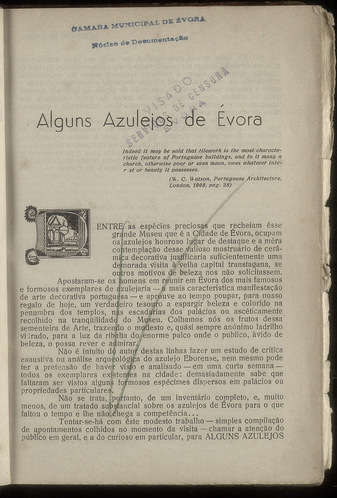 CAMARA MUNICIPAL DE ÉVORA
Núcleo de Documentação
VISADO
DE CENSURA
ÉVORA
Alguns Azulejos de Évora
Indeed it may be said that tilework is the most characte-
ristic feature of Portuguese buildings, and to it many a
church, otherwise poor or even mean, owes whatever inte-
r st or beauty it possesses.
(W. C. Watson, Portuguese Architecture,
London, 1908, pag. 28)
ENTRE as espécies preciosas que recheiam êsse
grande Museu que é a Cidade de Évora, ocupam
os azulejos honroso lugar de destaque e a mera
contemplação desse valioso mostruário de cerâ-
mica decorativa justificaria suficientemente uma
demorada visita à velha capital transtagana, se
outros motivos de beleza nos não solicitassem.
Apostaram-se os homens em reunir em Évora dos mais famosos
e formosos exemplares de azulejaria — a mais característica manifestação
de arte decorativa portuguesa — e aprouve ao tempo poupar, para nosso
regalo de hoje, um verdadeiro tesouro a espargir beleza e colorido na
penumbra dos templos, nas escadarias dos palácios ou asceticamente
recolhido na tranqüilidade do Museu. Colhamos nós os frutos dessa
sementeira de Arte, trazendo o modesto e, quási sempre anónimo ladrilho
vidrado, para a luz da ribalta do enorme palco onde o público, ávido de
beleza, o possa rever e admirar.
Não é intuito do autor destas linhas fazer um estudo de crítica
exaustiva ou análise arqueológica do azulejo Eborense, nem mesmo pode
ter a pretensão de haver visto e analisado — em uma curta semana —
todos os exemplares existentes na cidade: demasiadamente sabe que
faltaram ser vistos alguns formosos espécimes dispersos em palácios ou
propriedades particulares.
Não se trata, portanto, de um inventário completo, e, muito
menos, de um tratado substancial sobre os azulejos de Évora para o que
faltou o tempo e lhe não chega a competência...
Tentar-se-há com êste modesto trabalho — simples compilação
de apontamentos colhidos no momento da visita — chamar a atenção do
público em geral, e a do curioso em particular, para ALGUNS AZULEJOS